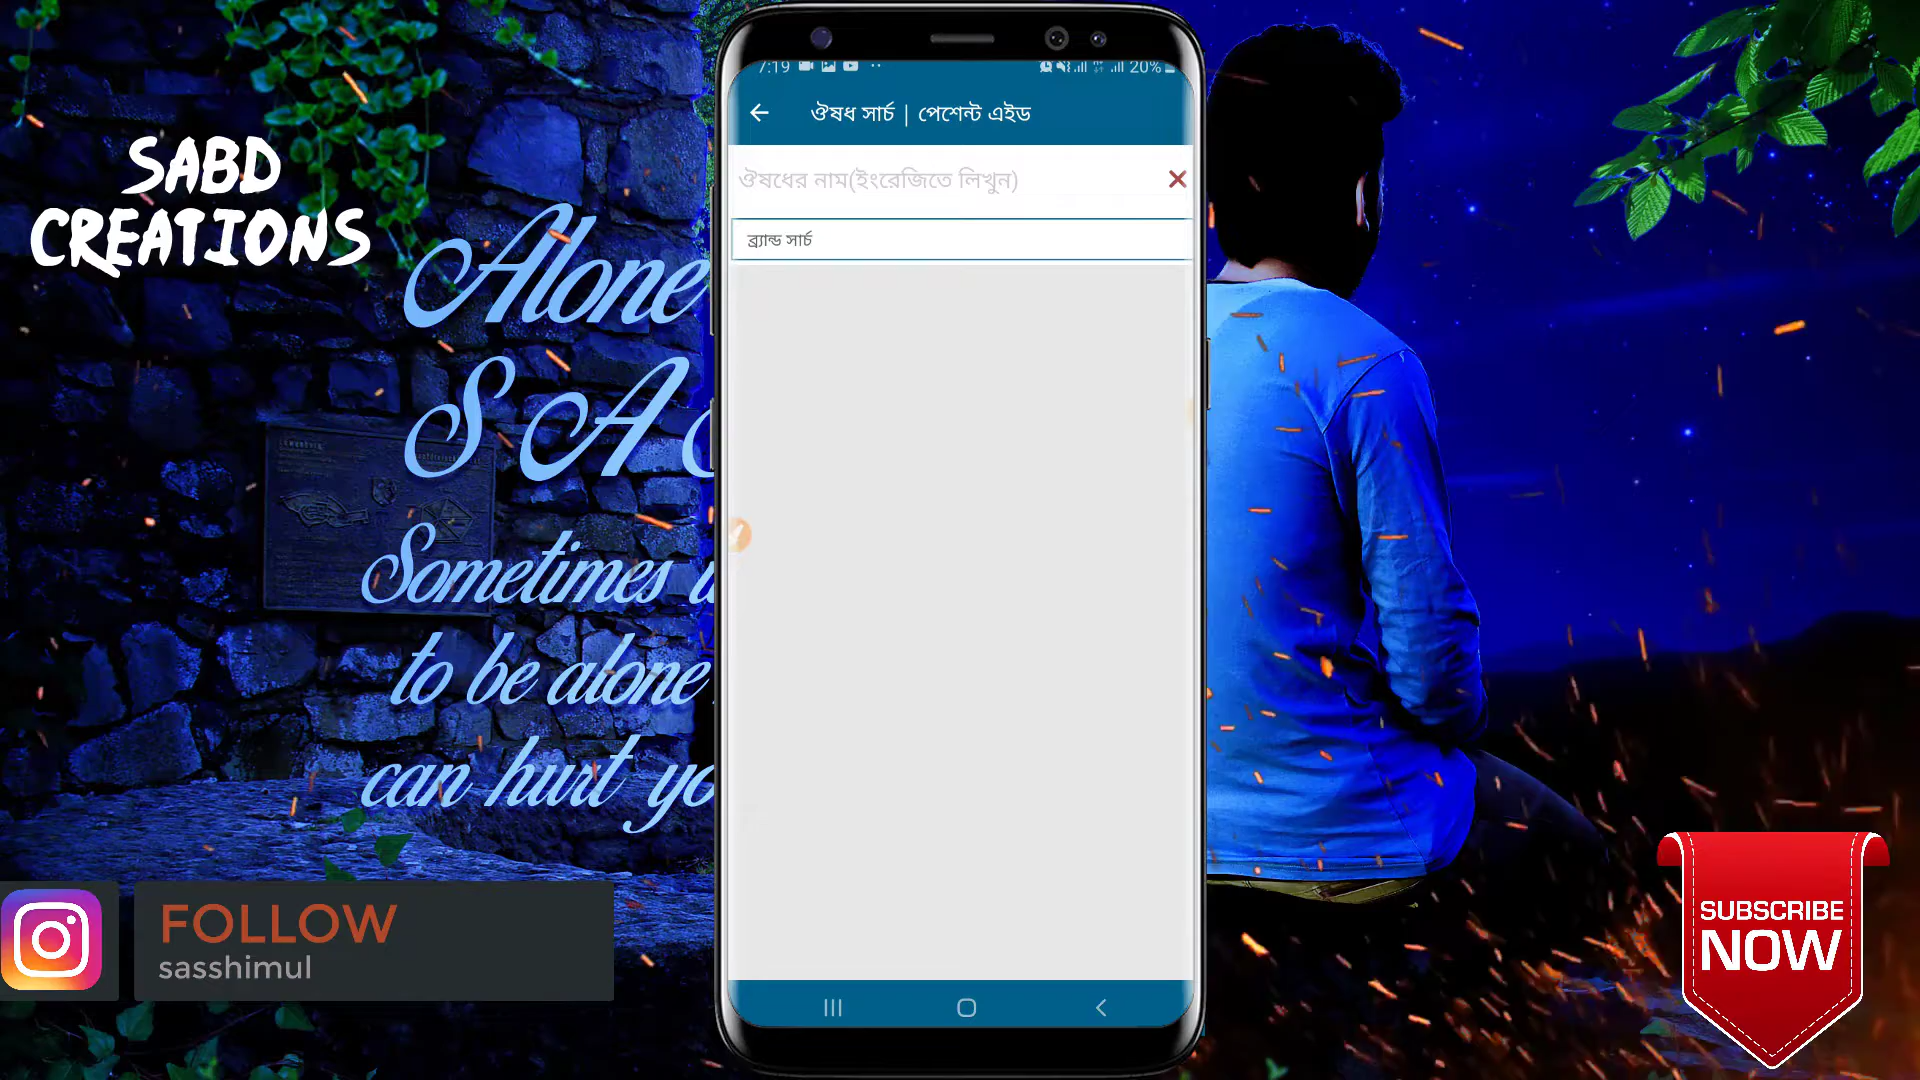 SABD
CREATIONS
Alone
S A
Sometimes
to be alone
can hurt yo
7:19
20%
ঔষধ সার্চ | পেশেন্ট এইড
ঔষধের নাম(ইংরেজিতে লিখুন)
ব্র্যান্ড সার্চ
FOLLOW
sasshimul
SUBSCRIBE
NOW